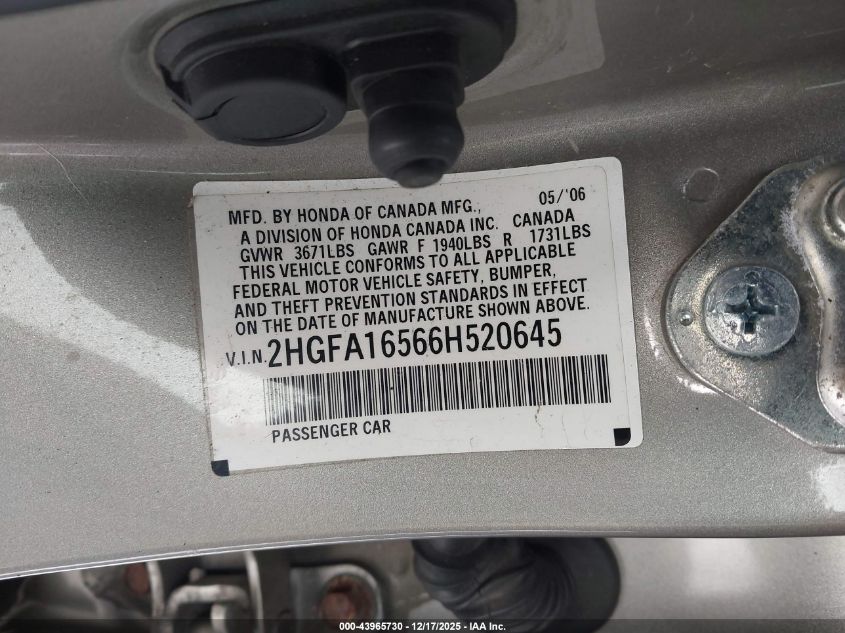 MFD. BY HONDA OF CANADA MFG., 05/'06
A DIVISION OF HONDA CANADA INC. CANADA
GVWR 3671LBS GAWR F 1940LBS R 1731LBS
THIS VEHICLE CONFORMS TO ALL APPLICABLE
FEDERAL MOTOR VEHICLE SAFETY, BUMPER,
AND THEFT PREVENTION STANDARDS IN EFFECT
ON THE DATE OF MANUFACTURE SHOWN ABOVE.
V.I.N. 2HGFA16566H520645
PASSENGER CAR
000-43965730 - 12/17/2025 - IAA Inc.